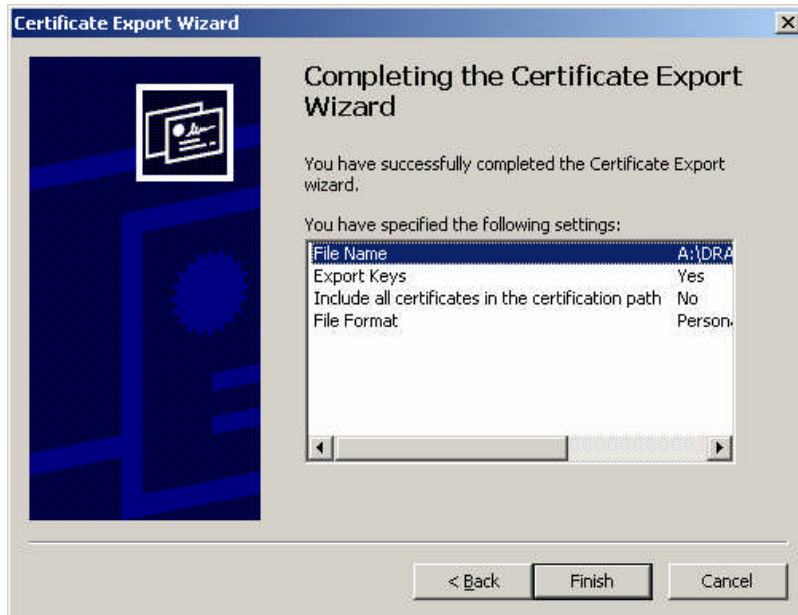 Certificate Export Wizard
Completing the Certificate Export
Wizard
You have successfully completed the Certificate Export
wizard.
You have specified the following settings:
File Name A:\DRA
Export Keys Yes
Include all certificates in the certification path No
File Format Persona
< Back Finish Cancel